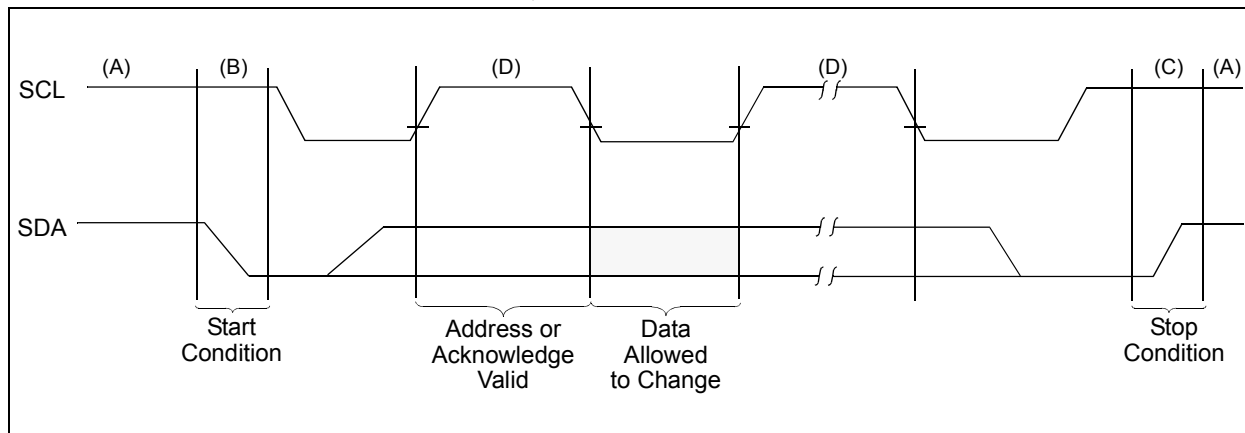 (A) (B) (D) (D) (C) (A)
SCL
SDA
Start
Condition
Address or
Acknowledge
Valid
Data
Allowed
to Change
Stop
Condition